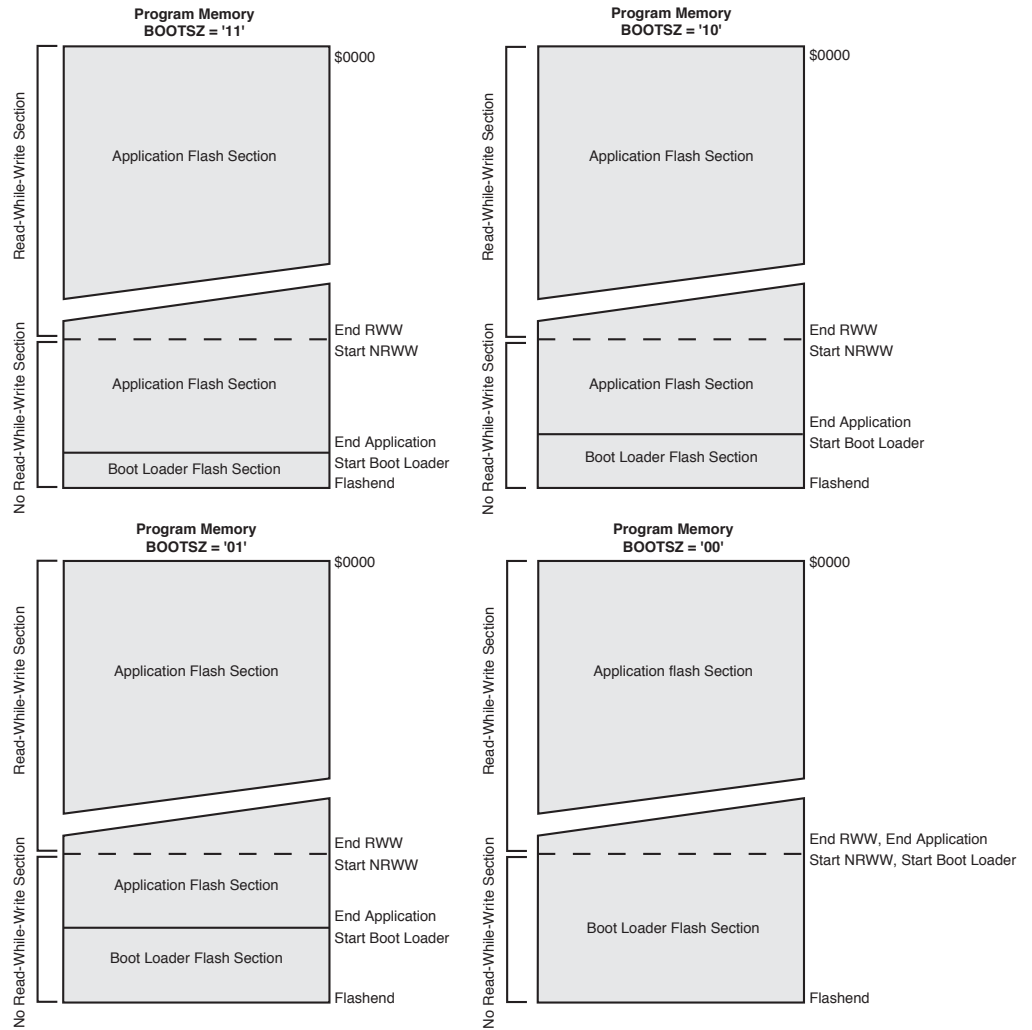 Program Memory
BOOTSZ = '11'
$0000
Read-While-Write Section
Application Flash Section
End RWW
Start NRWW
No Read-While-Write Section
Application Flash Section
End Application
Start Boot Loader
Boot Loader Flash Section
Flashend
Program Memory
BOOTSZ = '10'
$0000
Read-While-Write Section
Application Flash Section
End RWW
Start NRWW
No Read-While-Write Section
Application Flash Section
End Application
Start Boot Loader
Boot Loader Flash Section
Flashend
Program Memory
BOOTSZ = '01'
$0000
Read-While-Write Section
Application Flash Section
End RWW
Start NRWW
No Read-While-Write Section
Application Flash Section
End Application
Start Boot Loader
Boot Loader Flash Section
Flashend
Program Memory
BOOTSZ = '00'
$0000
Read-While-Write Section
Application flash Section
End RWW, End Application
Start NRWW, Start Boot Loader
No Read-While-Write Section
Boot Loader Flash Section
Flashend